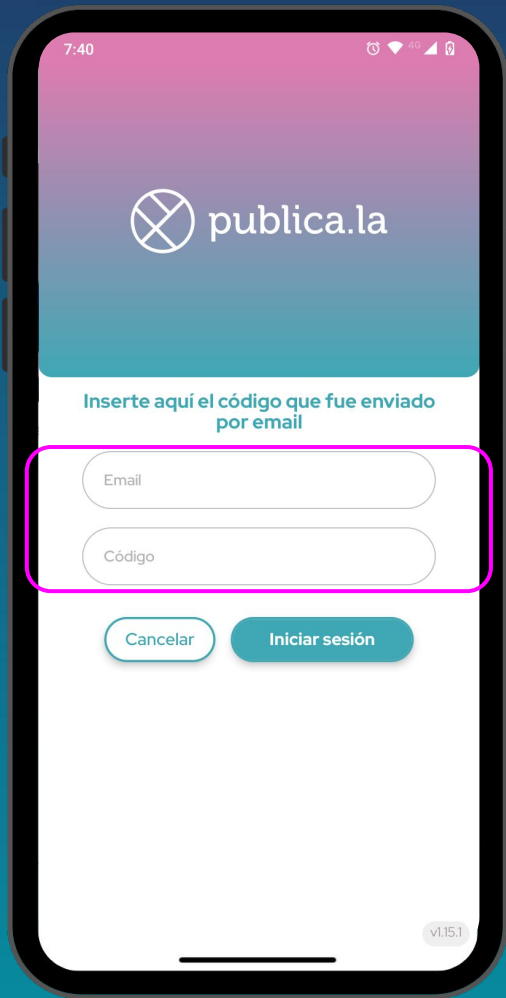 7:40
4G
publica.la
Inserte aquí el código que fue enviado
por email
Email
Código
Cancelar
Iniciar sesión
v1.15.1